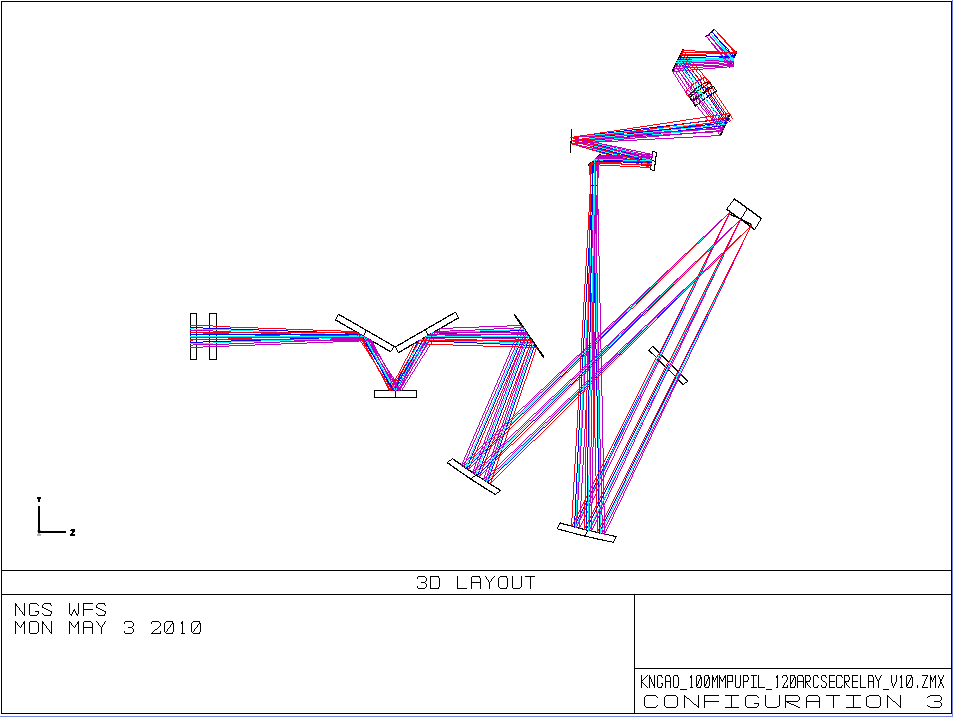 Y
Z
3D LAYOUT
NGS WFS
MON MAY 3 2010
KNGAO_100MMPUPIL_120ARCSECRELAY_V10.ZMX
CONFIGURATION 3